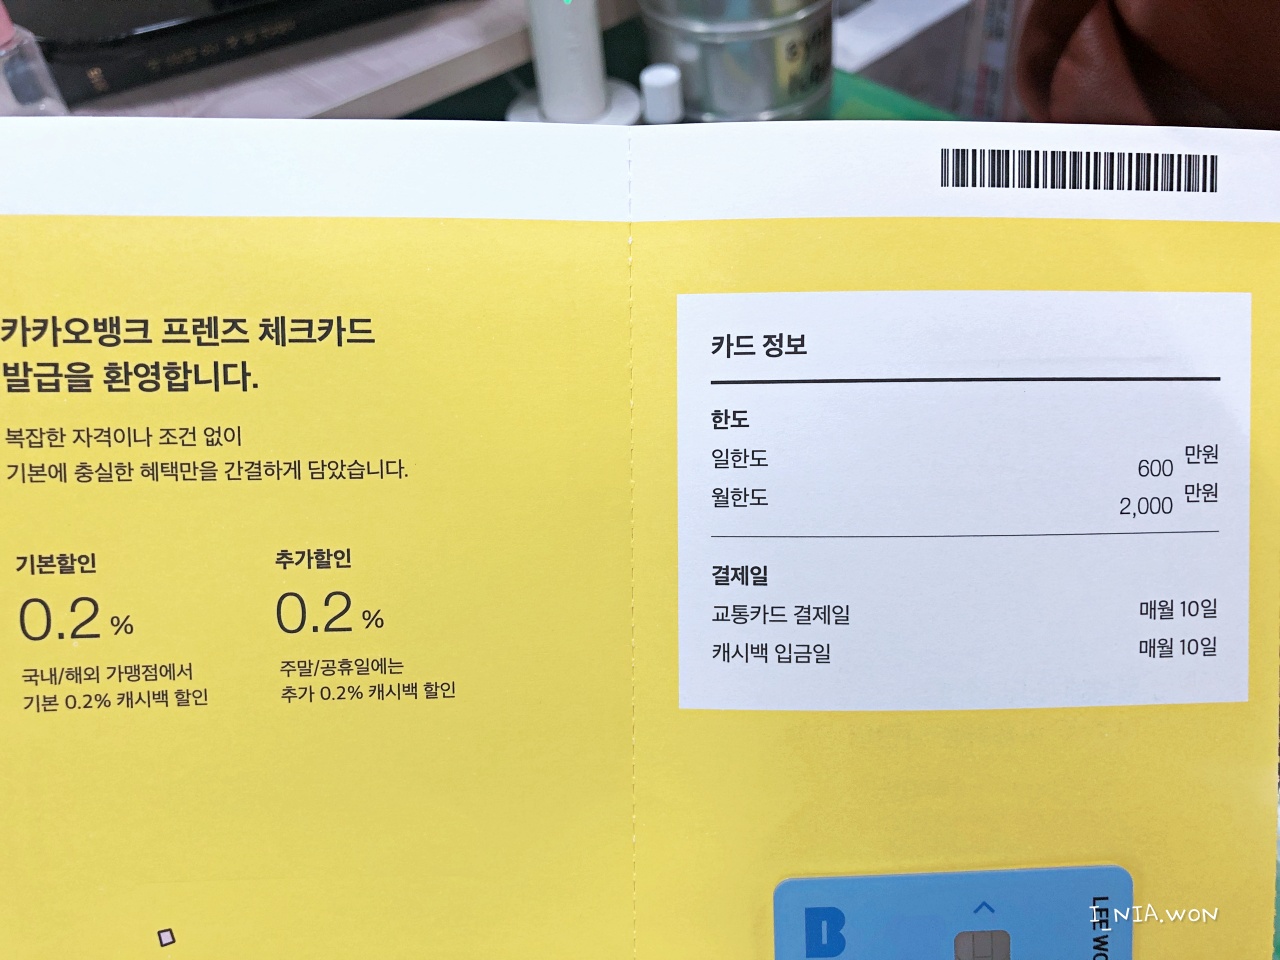 카카오뱅크 프렌즈 체크카드
발급을 환영합니다.
복잡한 자격이나 조건 없이
기본에 충실한 혜택만을 간결하게 담았습니다.
기본할인
0.2 %
국내/해외 가맹점에서
기본 0.2% 캐시백 할인
추가할인
0.2 %
주말/공휴일에는
추가 0.2% 캐시백 할인
카드 정보
한도
일한도 600 만원
월한도 2,000 만원
결제일
교통카드 결제일 매월 10일
캐시백 입금일 매월 10일
B
LEE
I_NIA.WON